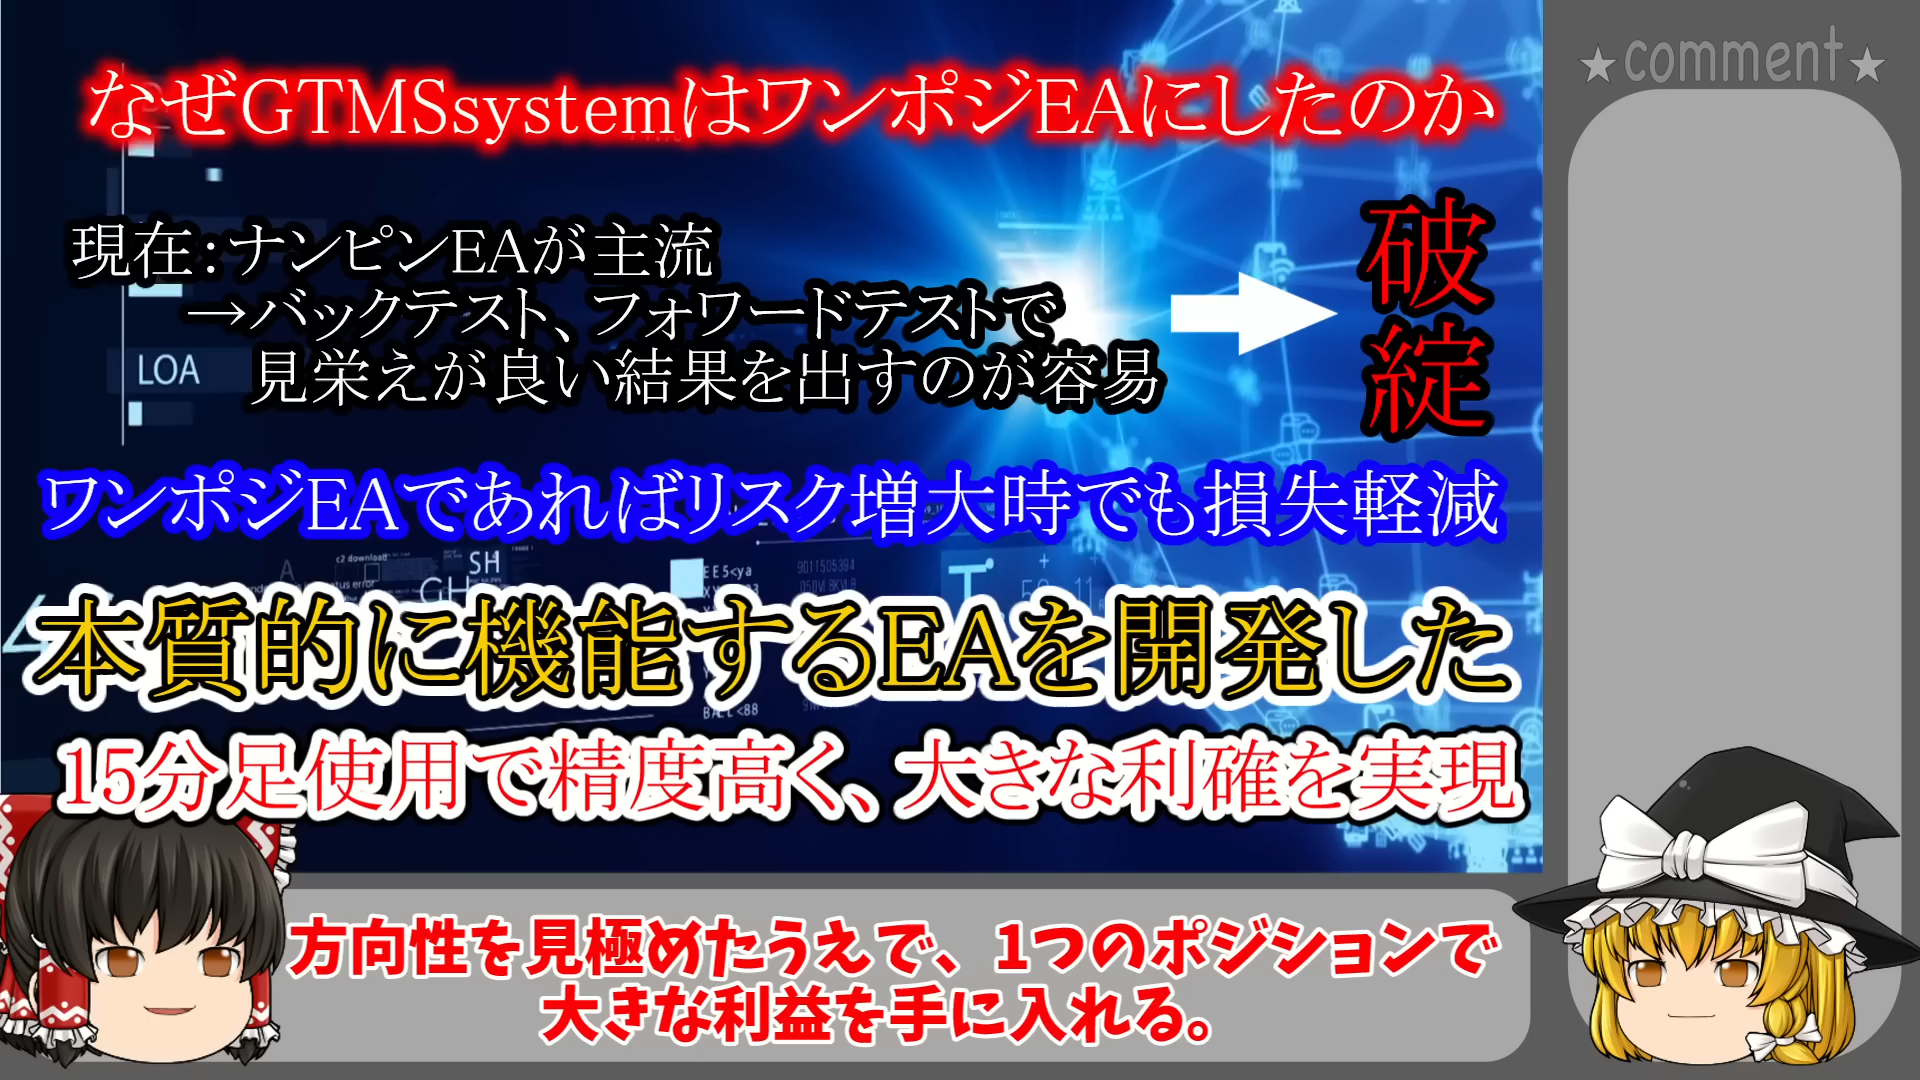 なぜGTMSsystemはワンポジEAにしたのか
★comment★
現在：ナンピンEAが主流
→バックテスト、フォワードテストで
見栄えが良い結果を出すのが容易
破綻
LOA
ワンポジEAであればリスク増大時でも損失軽減
c2 download
SH
GH
EE5<ya
9011505394
本質的に機能するEAを開発した
15分足使用で精度高く、大きな利確を実現
方向性を見極めたうえで、1つのポジションで
大きな利益を手に入れる。